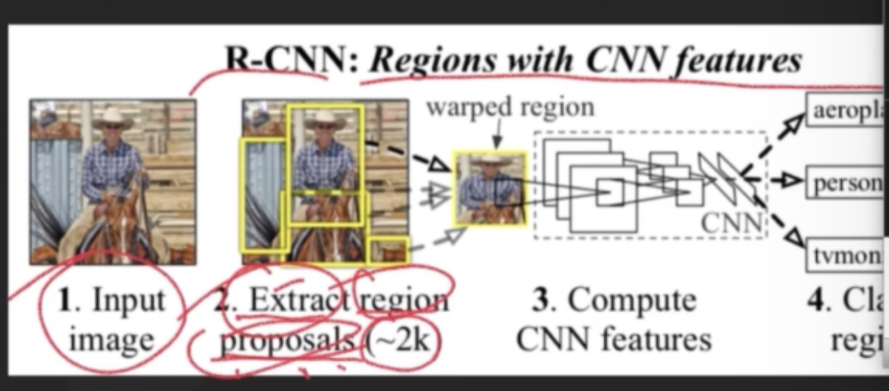 R-CNN: Regions with CNN features
warped region
aeropl
person
CNN
tvmon
1. Input
image
2. Extract region
proposals (~2k
3. Compute
CNN features
4. Cla
regi